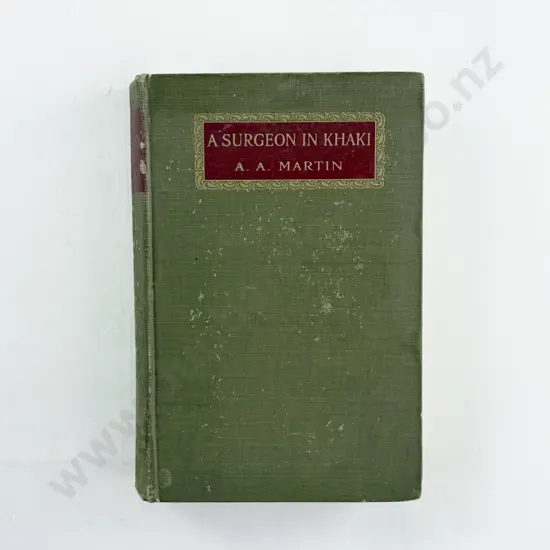 A SURGEON IN KHAKI
A. A. MARTIN